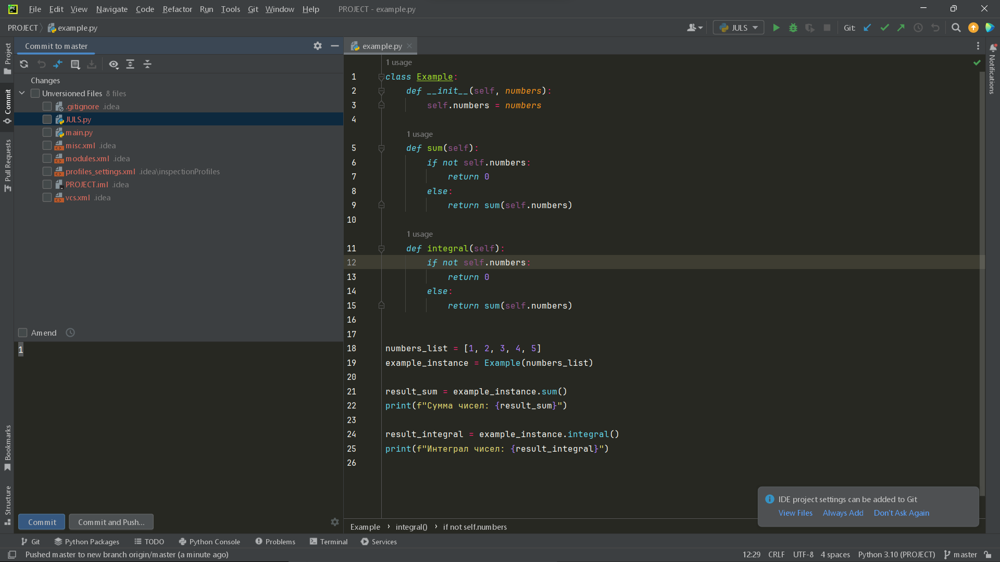 File Edit View Navigate Code Refactor Run Tools Git Window Help PROJECT - example.py
PROJECT example.py JULS Git:
Commit to master
Changes
Unversioned Files 8 files
.gitignore .idea
JULS.py
main.py
misc.xml .idea
modules.xml .idea
profiles_settings.xml .idea\inspectionProfiles
PROJECT.iml .idea
vcs.xml .idea
Amend
1
Commit Commit and Push...
Project
Commit
Pull Requests
Bookmarks
Structure
example.py
1 usage
1 class Example:
2 def __init__(self, numbers):
3 self.numbers = numbers
4
1 usage
5 def sum(self):
6 if not self.numbers:
7 return 0
8 else:
9 return sum(self.numbers)
10
1 usage
11 def integral(self):
12 if not self.numbers:
13 return 0
14 else:
15 return sum(self.numbers)
16
17
18 numbers_list = [1, 2, 3, 4, 5]
19 example_instance = Example(numbers_list)
20
21 result_sum = example_instance.sum()
22 print(f"Сумма чисел: {result_sum}")
23
24 result_integral = example_instance.integral()
25 print(f"Интеграл чисел: {result_integral}")
26
Notifications
IDE project settings can be added to Git
View Files Always Add Don't Ask Again
Example › integral() › if not self.numbers
Git Python Packages TODO Python Console Problems Terminal Services
Pushed master to new branch origin/master (a minute ago) 12:29 CRLF UTF-8 4 spaces Python 3.10 (PROJECT) master